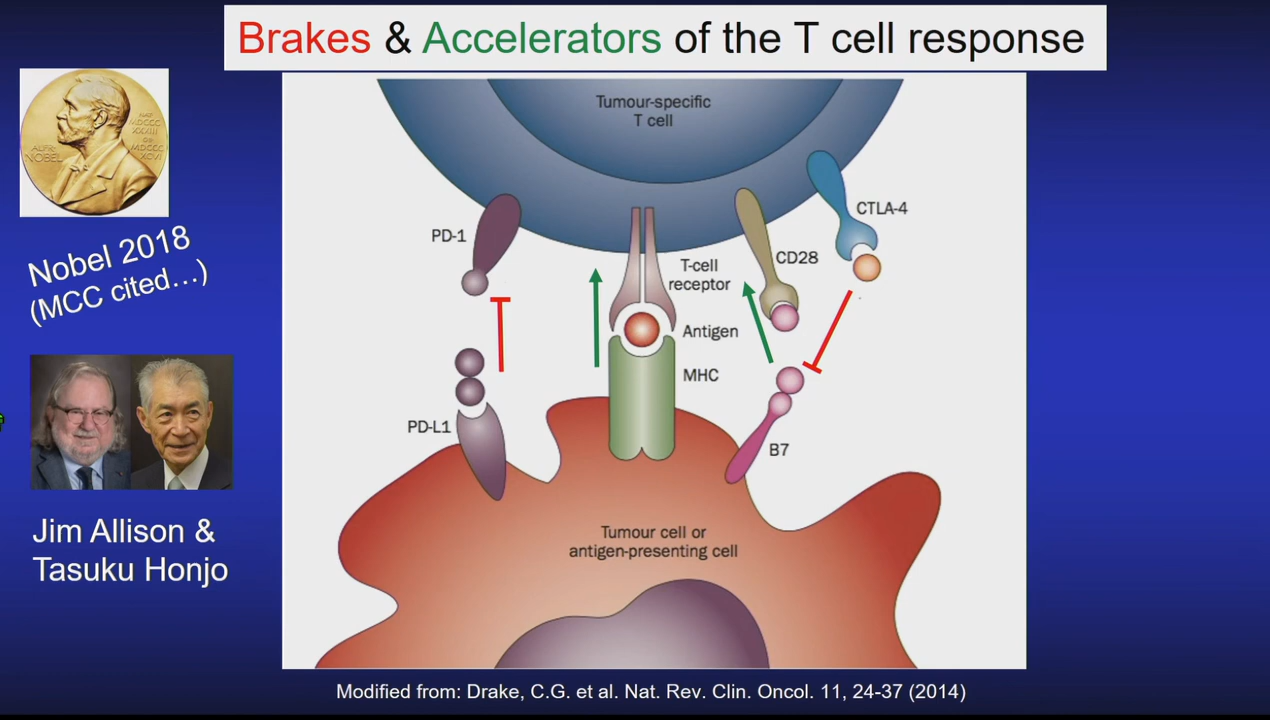 Brakes & Accelerators of the T cell response
Nobel 2018
(MCC cited...)
Jim Allison &
Tasuku Honjo
Tumour-specific
T cell
PD-1
CTLA-4
CD28
T-cell
receptor
Antigen
MHC
PD-L1
B7
Tumour cell or
antigen-presenting cell
Modified from: Drake, C.G. et al. Nat. Rev. Clin. Oncol. 11, 24-37 (2014)